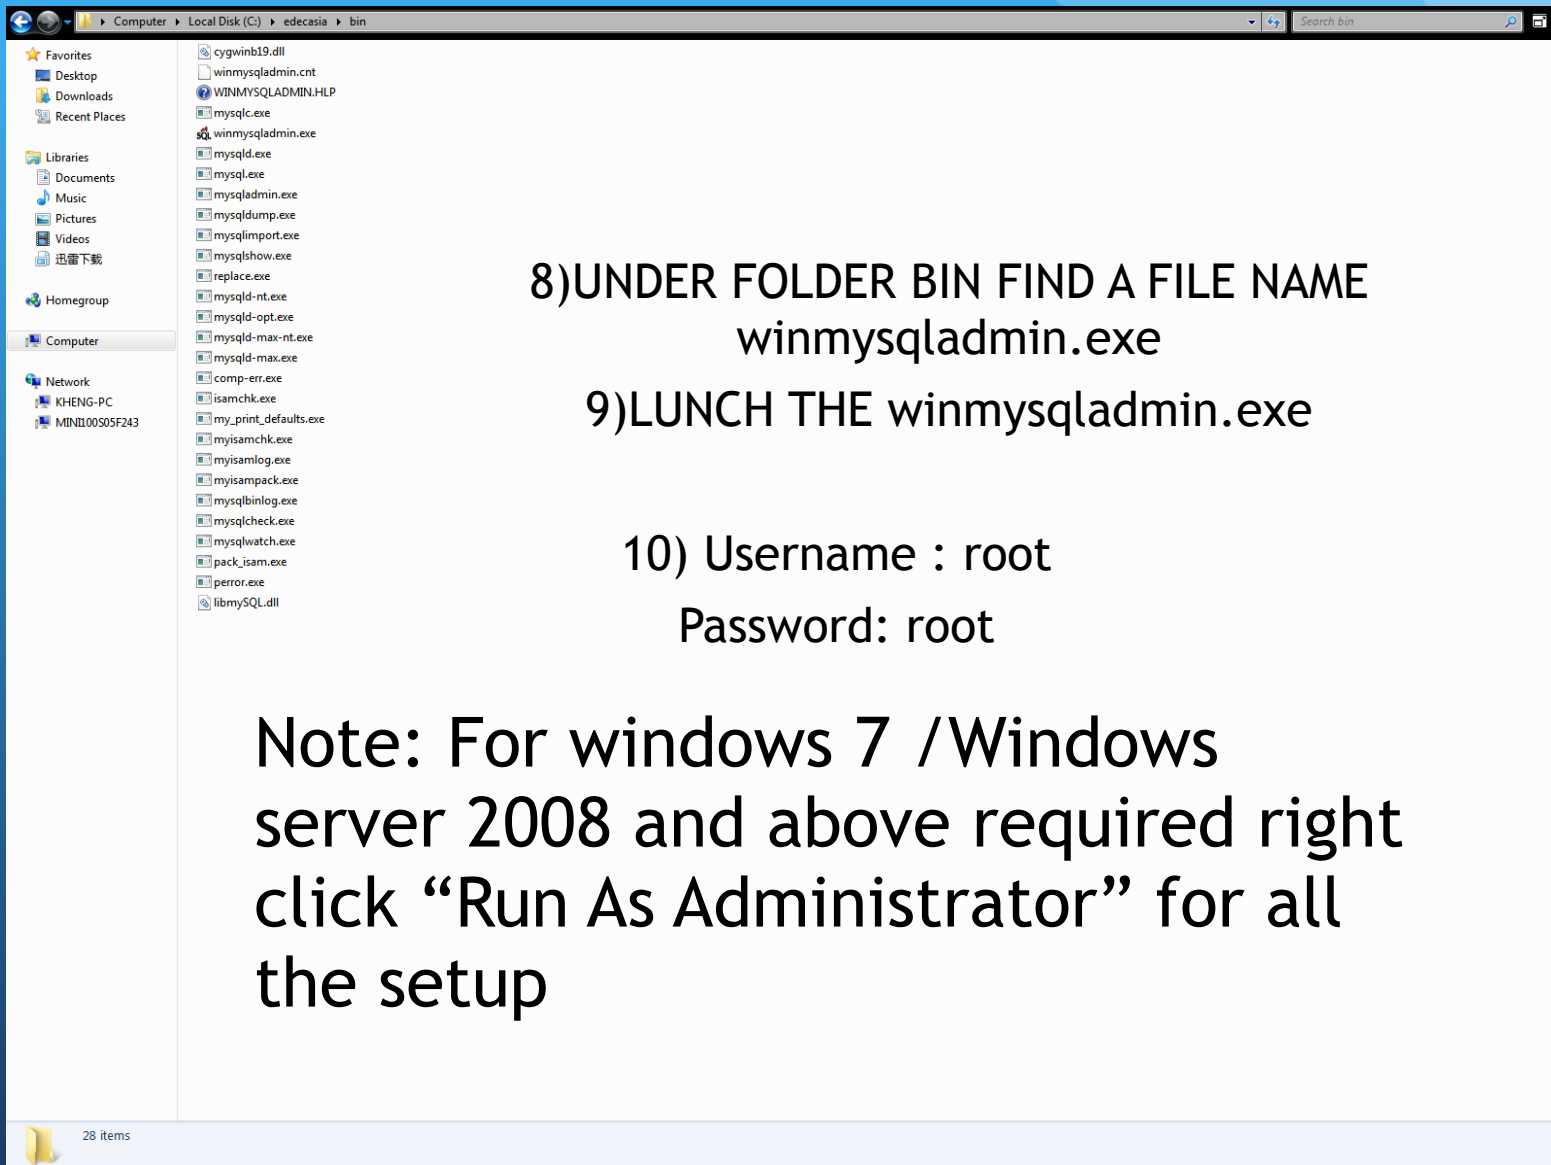 Computer ▸ Local Disk (C:) ▸ edecasia ▸ bin
Search bin
Favorites
Desktop
Downloads
Recent Places
Libraries
Documents
Music
Pictures
Videos
迅雷下载
Homegroup
Computer
Network
KHENG-PC
MINI100S05F243
cygwinb19.dll
winmysqladmin.cnt
WINMYSQLADMIN.HLP
mysqlc.exe
winmysqladmin.exe
mysqld.exe
mysql.exe
mysqladmin.exe
mysqldump.exe
mysqlimport.exe
mysqlshow.exe
replace.exe
mysqld-nt.exe
mysqld-opt.exe
mysqld-max-nt.exe
mysqld-max.exe
comp-err.exe
isamchk.exe
my_print_defaults.exe
myisamchk.exe
myisamlog.exe
myisampack.exe
mysqlbinlog.exe
mysqlcheck.exe
mysqlwatch.exe
pack_isam.exe
perror.exe
libmySQL.dll
8)UNDER FOLDER BIN FIND A FILE NAME
winmysqladmin.exe
9)LUNCH THE winmysqladmin.exe
10) Username : root
Password: root
Note: For windows 7 /Windows
server 2008 and above required right
click “Run As Administrator” for all
the setup
28 items